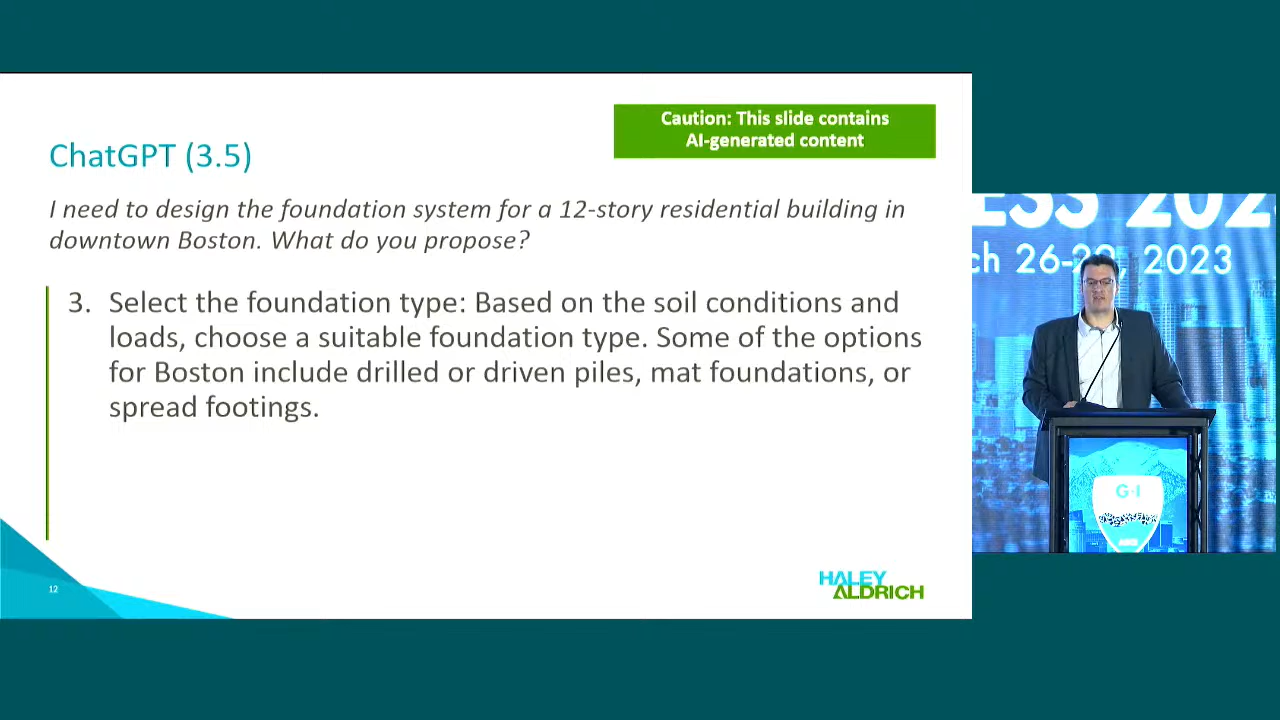 Caution: This slide contains
AI-generated content
ChatGPT (3.5)
I need to design the foundation system for a 12-story residential building in
downtown Boston. What do you propose?
3. Select the foundation type: Based on the soil conditions and
loads, choose a suitable foundation type. Some of the options
for Boston include drilled or driven piles, mat foundations, or
spread footings.
12
HALEY
ALDRICH
ESS 202
ch 26-29, 2023
G-I